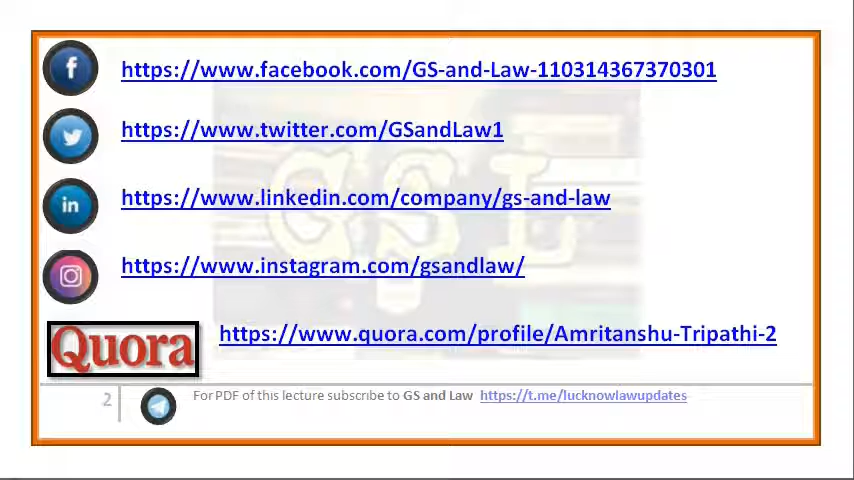 f https://www.facebook.com/GS-and-Law-110314367370301
https://www.twitter.com/GSandLaw1
in https://www.linkedin.com/company/gs-and-law
https://www.instagram.com/gsandlaw/
GSL
Quora https://www.quora.com/profile/Amritanshu-Tripathi-2
2 For PDF of this lecture subscribe to GS and Law https://t.me/lucknowlawupdates